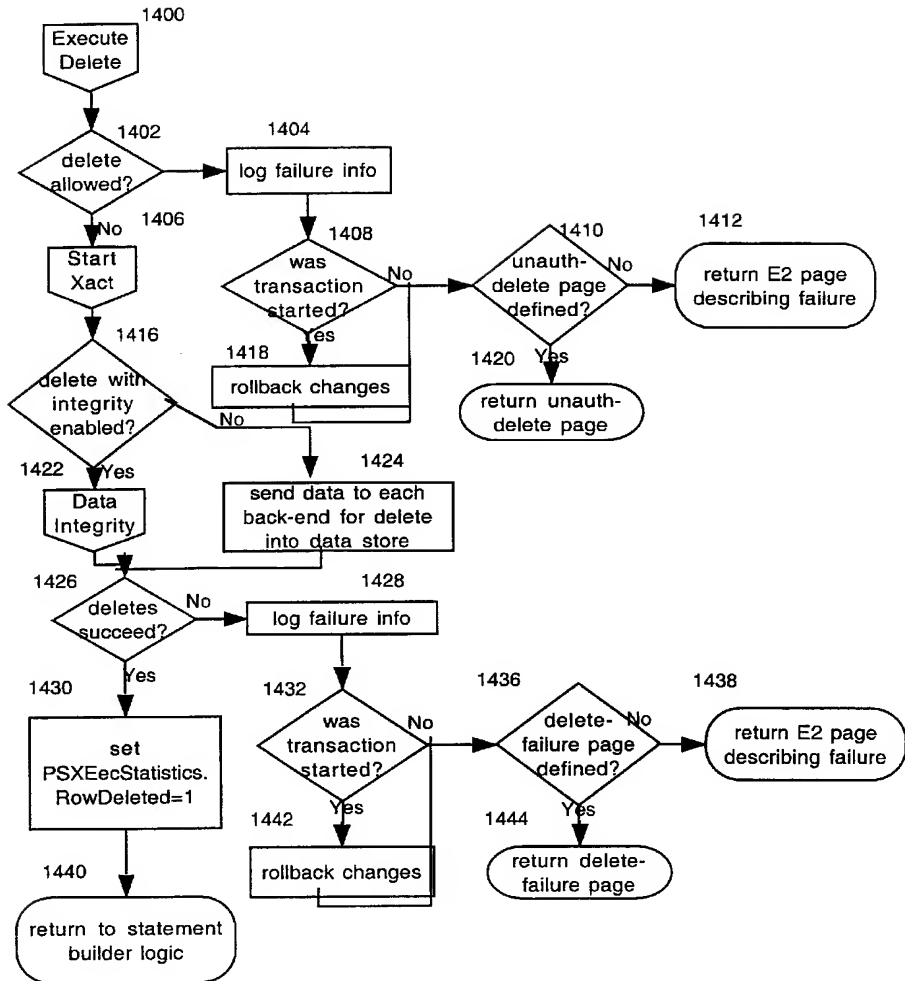 1400
Execute
Delete
1402
delete
allowed?
1404
log failure info
No
1406
Start
Xact
1408
was
transaction
started?
No
Yes
1410
unauth-
delete page
defined?
No
Yes
1412
return E2 page
describing failure
1416
delete with
integrity
enabled?
No
Yes
1418
rollback changes
1420
return unauth-
delete page
1422
Data
Integrity
1424
send data to each
back-end for delete
into data store
1426
deletes
succeed?
No
Yes
1428
log failure info
1430
set
PSXEecStatistics.
RowDeleted=1
1432
was
transaction
started?
No
Yes
1436
delete-
failure page
defined?
No
Yes
1438
return E2 page
describing failure
1440
return to statement
builder logic
1442
rollback changes
1444
return delete-
failure page